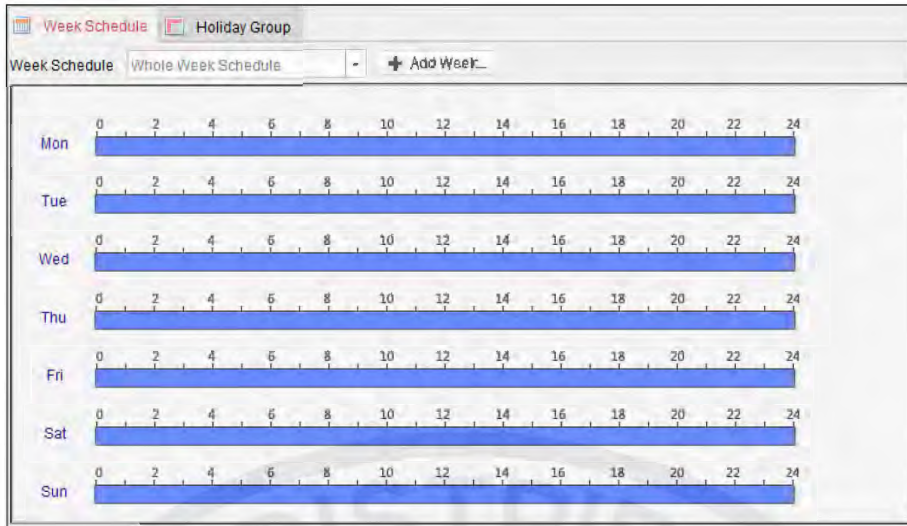 Week Schedule Holiday Group
Week Schedule Whole Week Schedule Add Week...
0 2 4 6 8 10 12 14 16 18 20 22 24
Mon
0 2 4 6 8 10 12 14 16 18 20 22 24
Tue
0 2 4 6 8 10 12 14 16 18 20 22 24
Wed
0 2 4 6 8 10 12 14 16 18 20 22 24
Thu
0 2 4 6 8 10 12 14 16 18 20 22 24
Fri
0 2 4 6 8 10 12 14 16 18 20 22 24
Sat
0 2 4 6 8 10 12 14 16 18 20 22 24
Sun